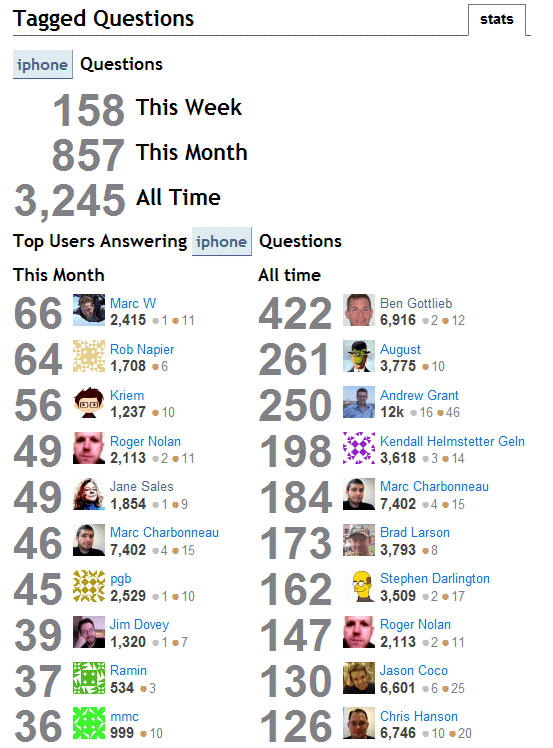 Tagged Questions
stats
iphone Questions
158 This Week
857 This Month
3,245 All Time
Top Users Answering iphone Questions
This Month
66 Marc W
2,415 1 11
64 Rob Napier
1,708 6
56 Kriem
1,237 10
49 Roger Nolan
2,113 2 11
49 Jane Sales
1,854 1 9
46 Marc Charbonneau
7,402 4 15
45 pgb
2,529 1 10
39 Jim Dovey
1,320 1 7
37 Ramin
534 3
36 mmc
999 10
All time
422 Ben Gottlieb
6,916 2 12
261 August
3,775 10
250 Andrew Grant
12k 16 46
198 Kendall Helmstetter Geln
3,618 3 14
184 Marc Charbonneau
7,402 4 15
173 Brad Larson
3,793 8
162 Stephen Darlington
3,509 2 17
147 Roger Nolan
2,113 2 11
130 Jason Coco
6,601 6 25
126 Chris Hanson
6,746 10 20